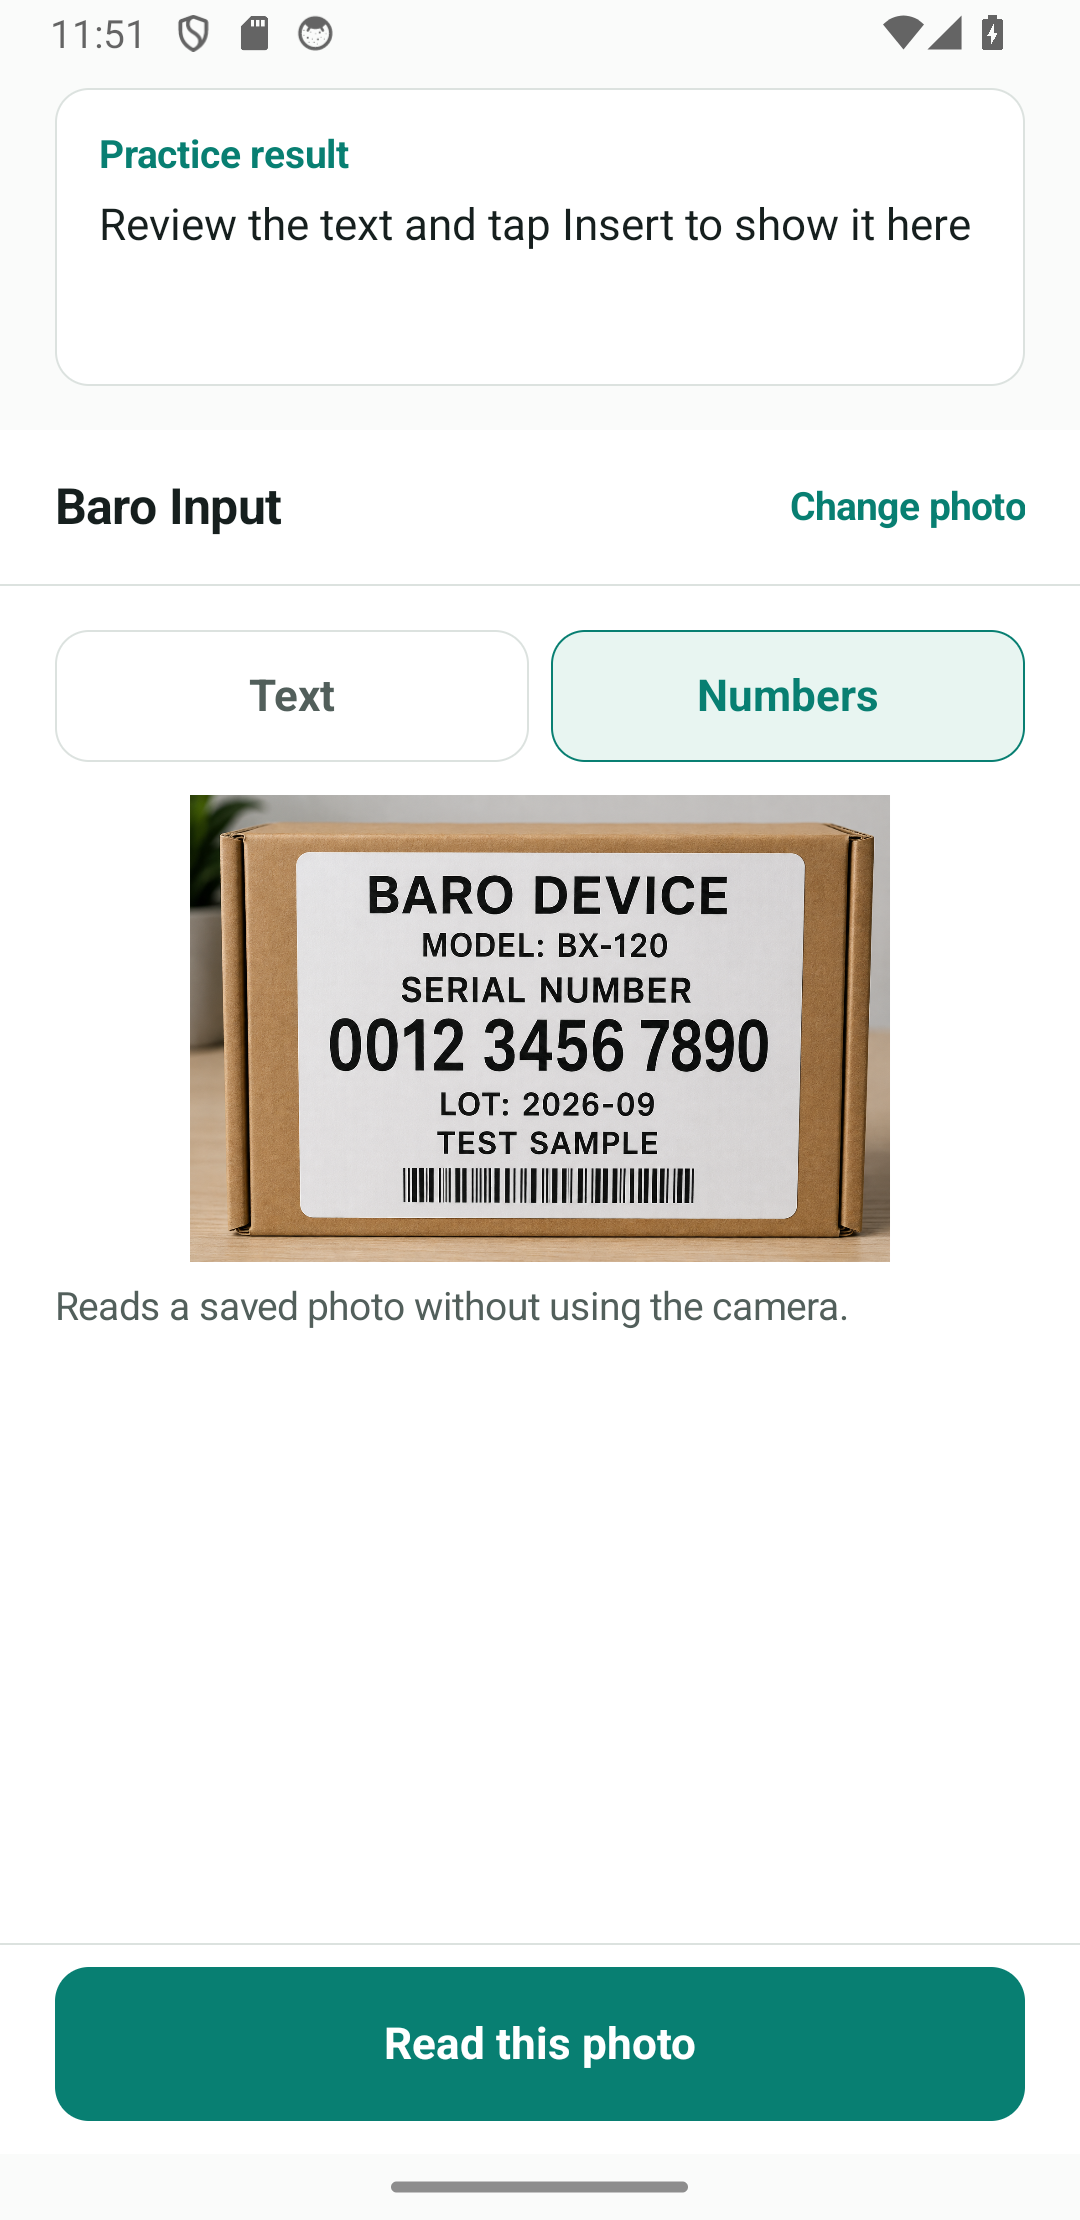 11:51
Practice result
Review the text and tap Insert to show it here
Baro Input
Change photo
Text
Numbers
BARO DEVICE
MODEL: BX-120
SERIAL NUMBER
0012 3456 7890
LOT: 2026-09
TEST SAMPLE
Reads a saved photo without using the camera.
Read this photo